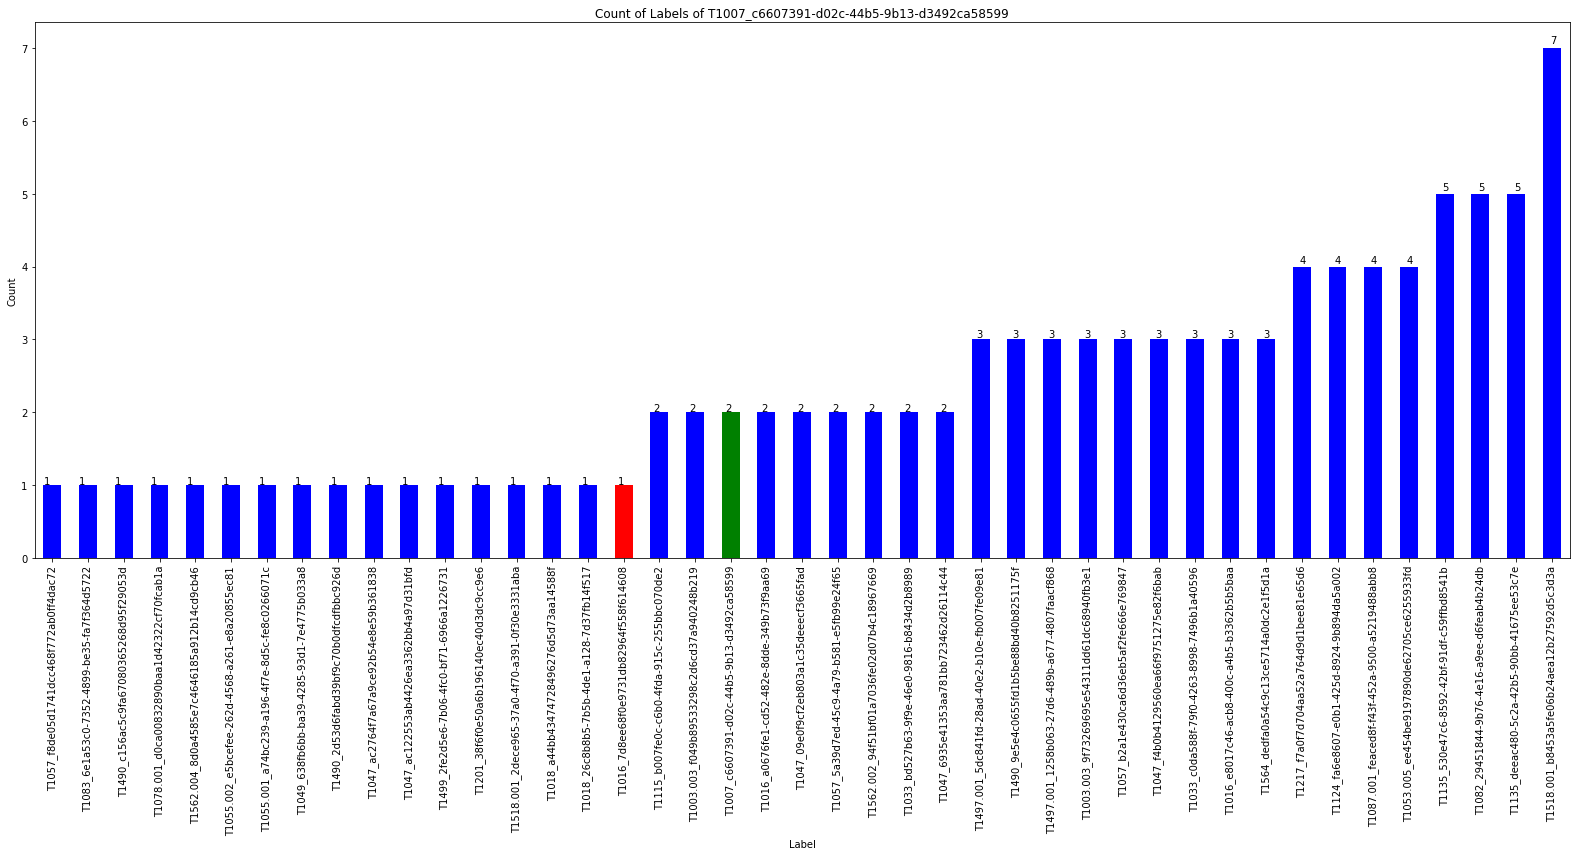 Count of Labels of T1007_c6607391-d02c-44b5-9b13-d3492ca58599
7
6
5
4
3
2
1
0
Count
1 1 1 1 1 1 1 1 1 1 1 1 1 1 1 1 1 2 2 2 2 2 2 2 2 2 3 3 3 3 3 3 3 3 3 4 4 4 4 5 5 5 7
T1057_f8de05d1741dcc468f772ab0ff4dac72
T1083_6e1a53c0-7352-4899-be35-fa7f364d5722
T1490_c156ac5c9fa67080365268d95f29053d
T1078.001_d0ca00832890baa1d42322cf70fcab1a
T1562.004_8d0a4585e7c4646185a912b14cd9cb46
T1055.002_e5bcefee-262d-4568-a261-e8a20855ec81
T1055.001_a74bc239-a196-4f7e-8d5c-fe8c0266071c
T1049_638fb6bb-ba39-4285-93d1-7e4775b033a8
T1490_2d53d6fabd39bf9c70b0dfcdfbbc926d
T1047_ac2764f7a67a9ce92b54e8e59b361838
T1047_ac122553ab4426ea3362bb4a97d31bfd
T1499_2fe2d5e6-7b06-4fc0-bf71-6966a1226731
T1201_38f6f0e50a6b196140ec40d3dc9cc9e6
T1518.001_2dece965-37a0-4f70-a391-0f30e3331aba
T1018_a44bb43474728496276d5d73aa14588f
T1018_26c8b8b5-7b5b-4de1-a128-7d37fb14f517
T1016_7d8ee68f0e9731db82964f558f614608
T1115_b007fe0c-c6b0-4fda-915c-255bbc070de2
T1003.003_f049b89533298c2d6cd37a940248b219
T1007_c6607391-d02c-44b5-9b13-d3492ca58599
T1016_a0676fe1-cd52-482e-8dde-349b73f9aa69
T1047_09e0f9cf2eb803a1c35deeecf3665fad
T1057_5a39d7ed-45c9-4a79-b581-e5fb99e24f65
T1562.002_94f51bf01a7036fe02d07b4c18967669
T1033_bd527b63-9f9e-46e0-9816-b8434d2b8989
T1047_6935e41353aa781bb723462d26114c44
T1497.001_5dc841fd-28ad-40e2-b10e-fb007fe09e81
T1490_9e5e4c0655fd1b5be88bd40b8251175f
T1497.001_1258b063-27d6-489b-a677-4807faacf868
T1003.003_9f73269695e54311dd61dc68940fb3e1
T1057_b2a1e430ca6d36eb5af2fe666e769847
T1047_f4b0b4129560ea66f9751275e82f6bab
T1033_c0da588f-79f0-4263-8998-7496b1a40596
T1016_e8017c46-acb8-400c-a4b5-b3362b5b5baa
T1564_dedfa0a54c9c13ce5714a0dc2e1f5d1a
T1217_f7a0f7d704aa52a764d9d1bee81e65d6
T1124_fa6e8607-e0b1-425d-8924-9b894da5a002
T1087.001_feaced8f-f43f-452a-9500-a5219488abb8
T1053.005_ee454be9197890de62705ce6255933fd
T1135_530e47c6-8592-42bf-91df-c59ffbd8541b
T1082_29451844-9b76-4e16-a9ee-d6feab4b24db
T1135_deeac480-5c2a-42b5-90bb-41675ee53c7e
T1518.001_b8453a5fe06b24aea12b27592d5c3d3a
Label